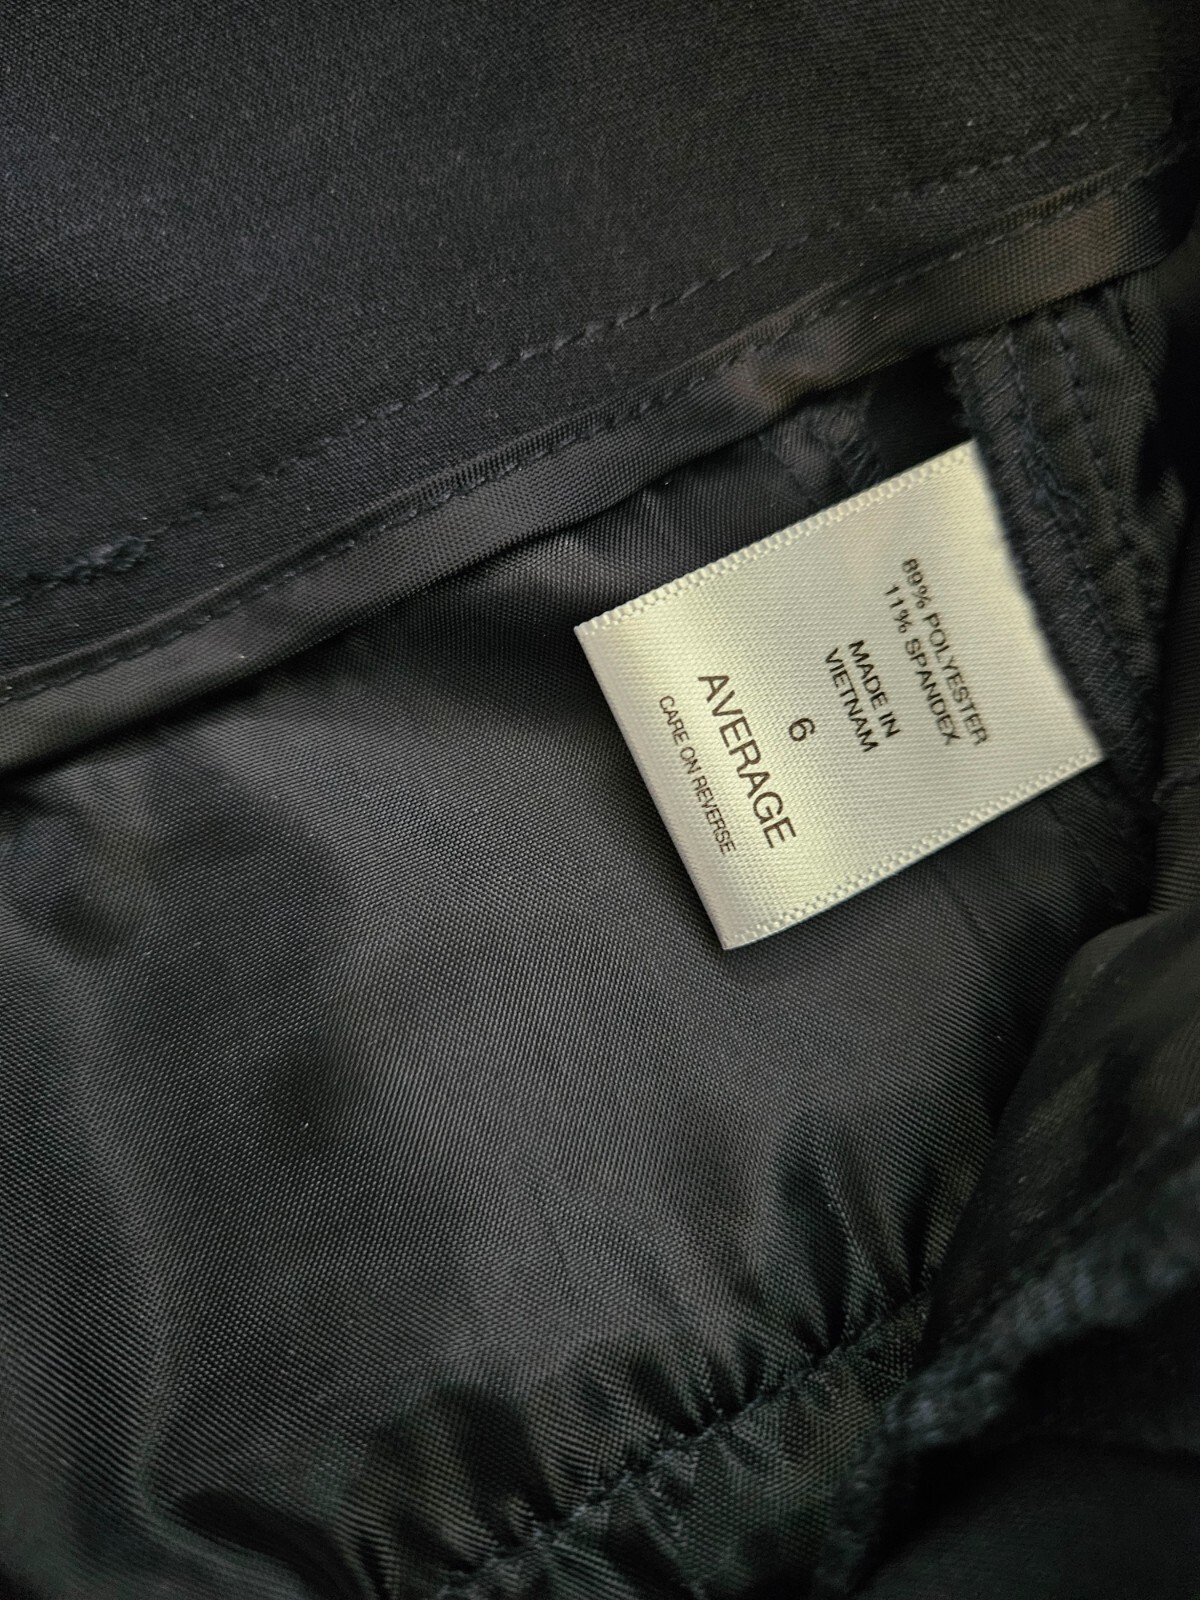 89% POLYESTER
11% SPANDEX
MADE IN
VIETNAM
6
AVERAGE
CARE ON REVERSE